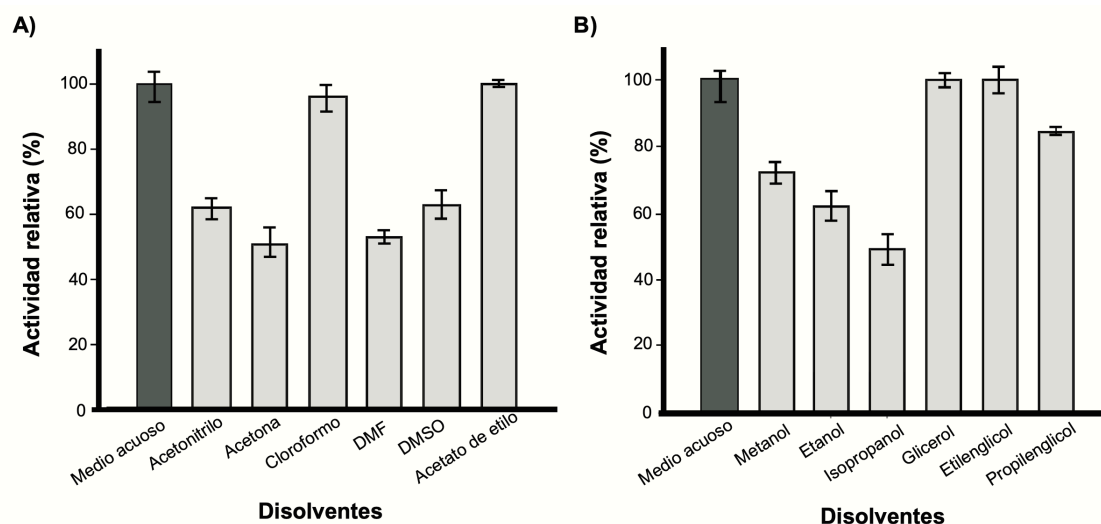 A)
Actividad relativa (%)
100
80
60
40
20
0
Medio acuoso
Acetonitrilo
Acetona
Cloroformo
DMF
DMSO
Acetato de etilo
Disolventes
B)
Actividad relativa (%)
100
80
60
40
20
0
Medio acuoso
Metanol
Etanol
Isopropanol
Glicerol
Etilenglicol
Propilenglicol
Disolventes